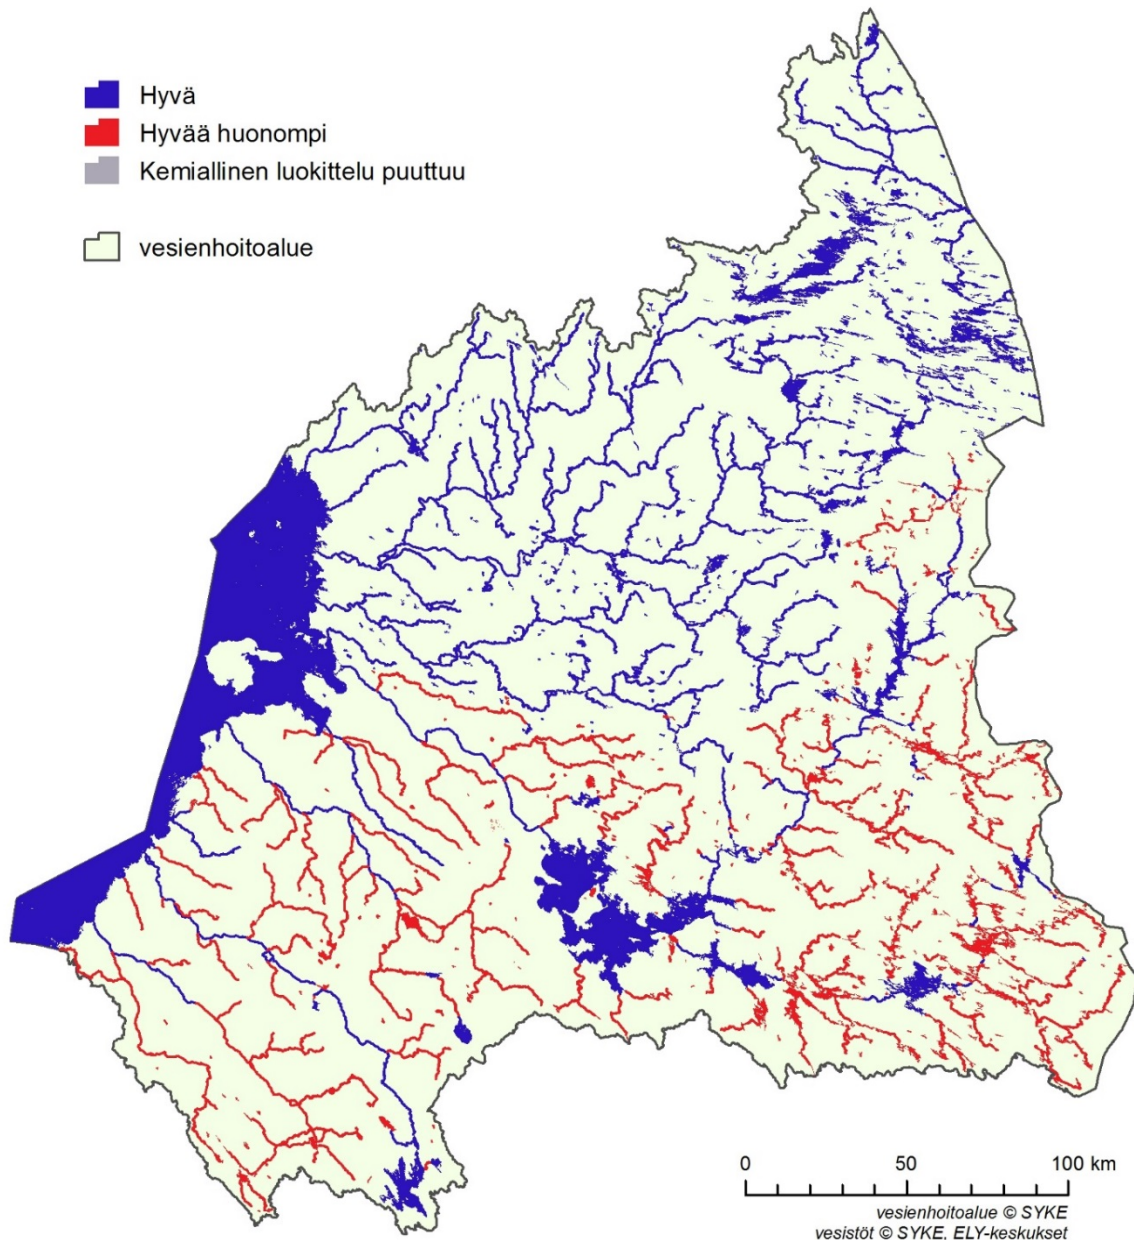 Hyvä
Hyvää huonompi
Kemiallinen luokittelu puuttuu
vesienhoitoalue
0 50 100 km
vesienhoitoalue © SYKE
vesistöt © SYKE, ELY-keskukset